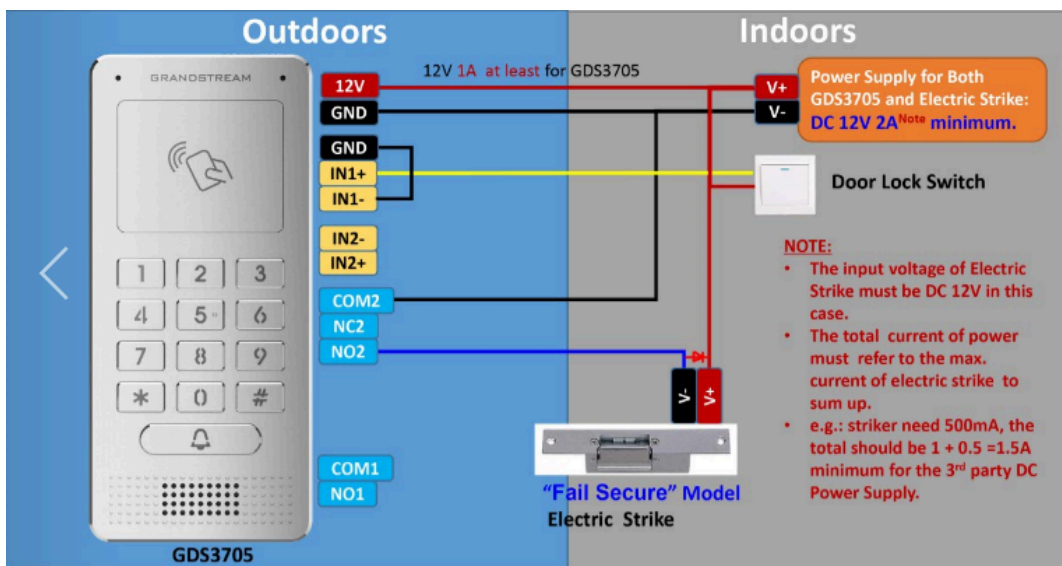 Outdoors
Indoors
GRANDSTREAM
12V 1A at least for GDS3705
12V
GND
GND
IN1+
IN1-
IN2-
IN2+
COM2
NC2
NO2
COM1
NO1
1 2 3
4 5 6
7 8 9
* 0 #
GDS3705
V+
V-
Power Supply for Both
GDS3705 and Electric Strike:
DC 12V 2ANote minimum.
Door Lock Switch
V-
V+
"Fail Secure" Model
Electric Strike
NOTE:
• The input voltage of Electric
Strike must be DC 12V in this
case.
• The total current of power
must refer to the max.
current of electric strike to
sum up.
• e.g.: striker need 500mA, the
total should be 1 + 0.5 =1.5A
minimum for the 3rd party DC
Power Supply.